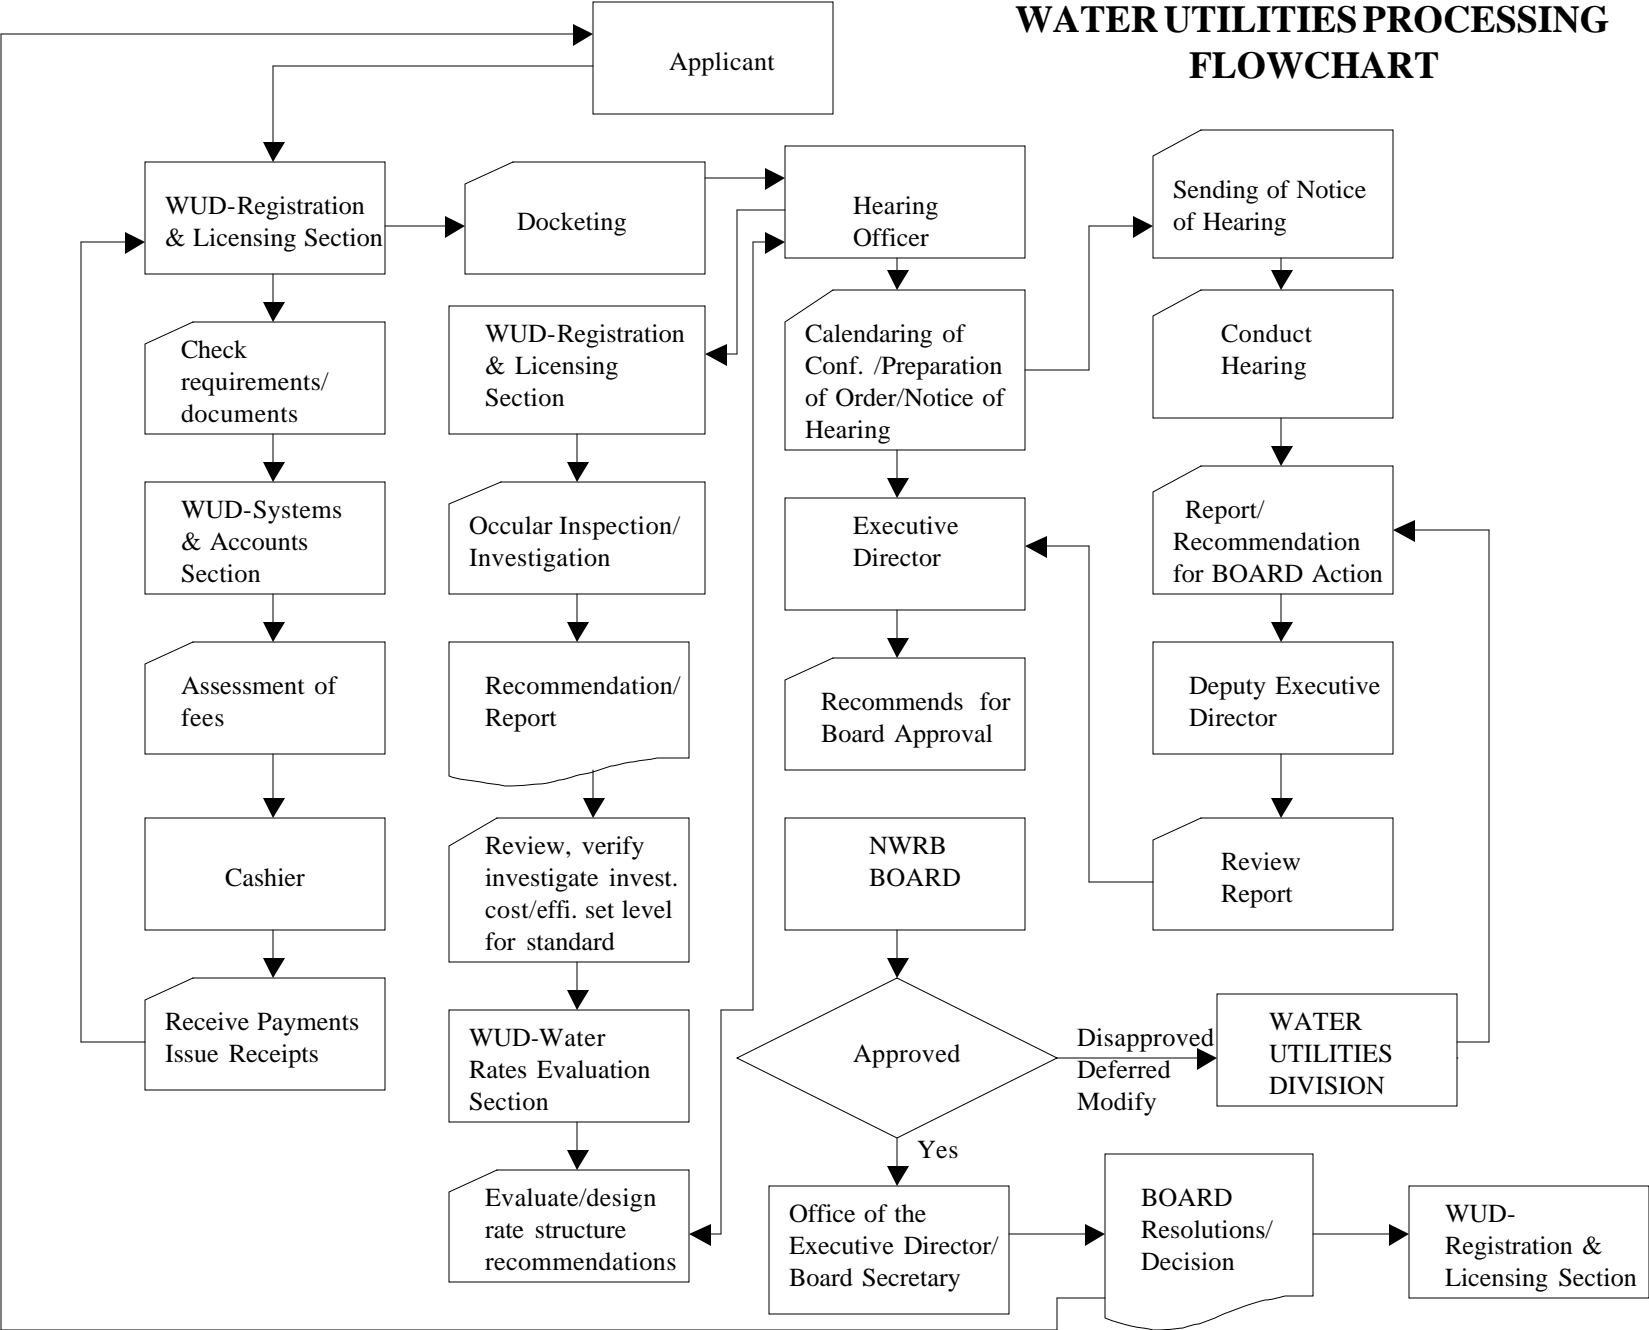 WATER UTILITIES PROCESSING
FLOWCHART
Applicant
WUD-Registration
& Licensing Section
Docketing
Hearing
Officer
Sending of Notice
of Hearing
Check
requirements/
documents
WUD-Registration
& Licensing
Section
Calendaring of
Conf. /Preparation
of Order/Notice of
Hearing
Conduct
Hearing
WUD-Systems
& Accounts
Section
Occular Inspection/
Investigation
Executive
Director
Report/
Recommendation
for BOARD Action
Assessment of
fees
Recommendation/
Report
Recommends for
Board Approval
Deputy Executive
Director
Cashier
Review, verify
investigate invest.
cost/effi. set level
for standard
NWRB
BOARD
Review
Report
Receive Payments
Issue Receipts
WUD-Water
Rates Evaluation
Section
Approved
Disapproved
Deferred
Modify
WATER
UTILITIES
DIVISION
Yes
Evaluate/design
rate structure
recommendations
Office of the
Executive Director/
Board Secretary
BOARD
Resolutions/
Decision
WUD-
Registration &
Licensing Section